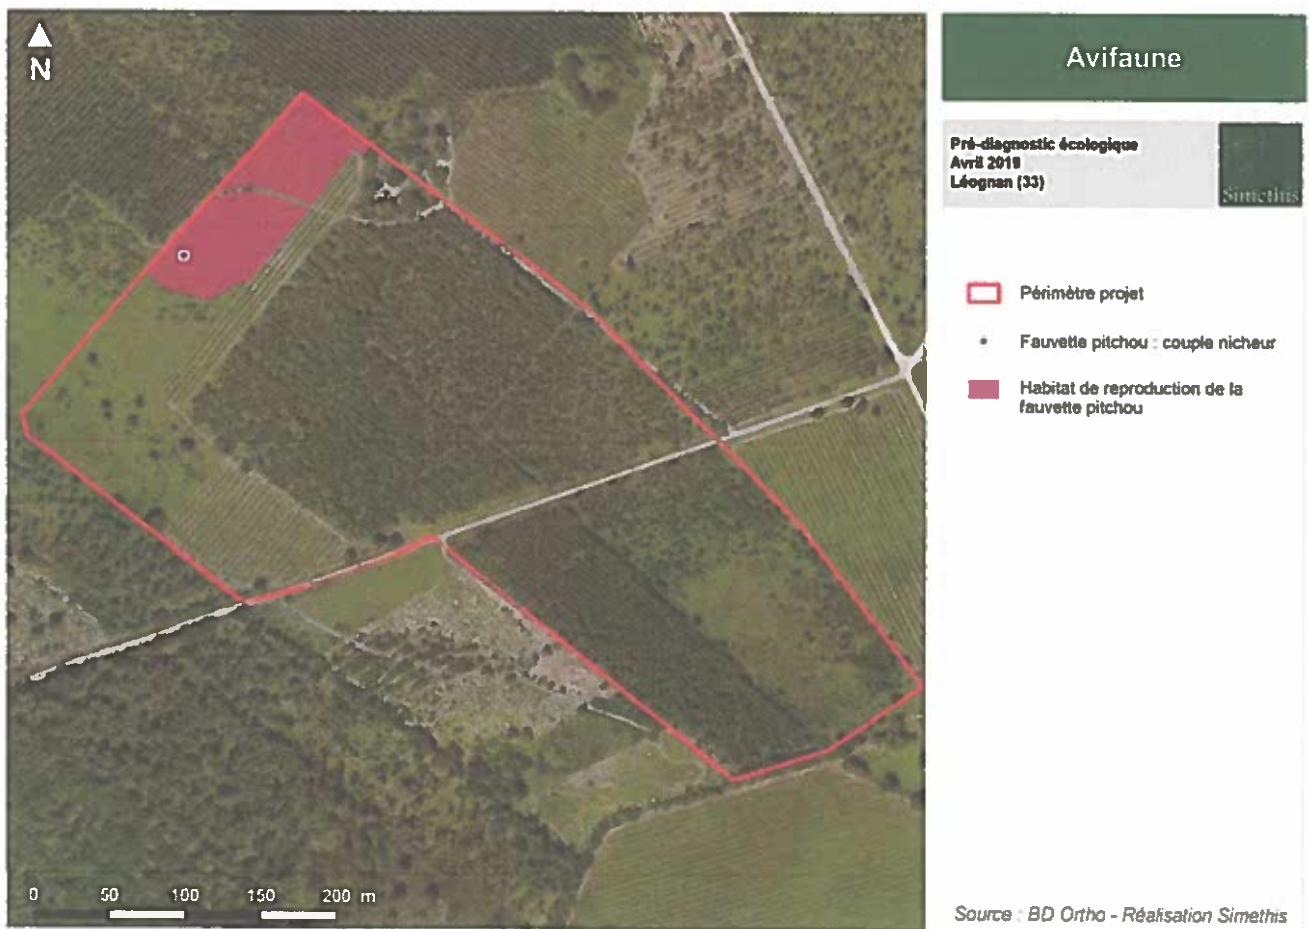 N
Avifaune
Pré-diagnostic écologique
Avril 2019
Léognan (33)
Simethis
Périmètre projet
Fauvette pitchou : couple nicheur
Habitat de reproduction de la
fauvette pitchou
0 50 100 150 200 m
Source : BD Ortho - Réalisation Simethis